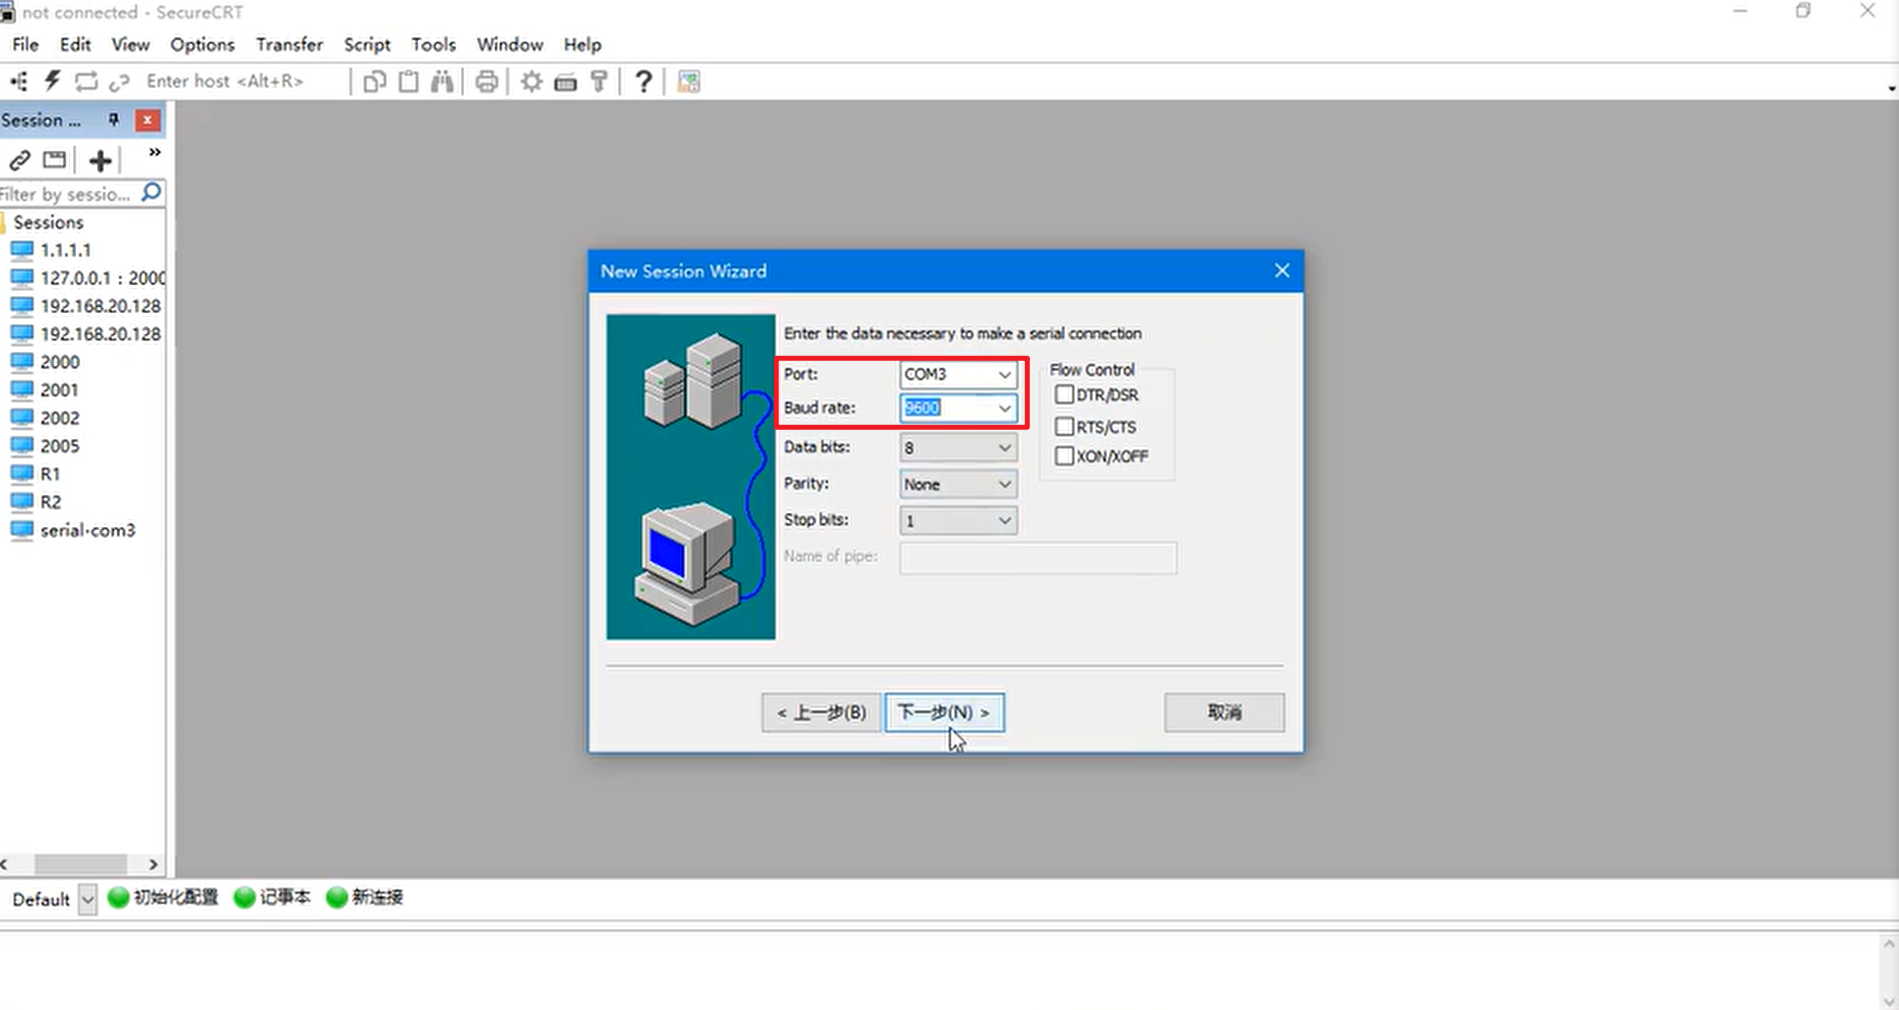 not connected - SecureCRT
File Edit View Options Transfer Script Tools Window Help
Enter host <Alt+R>
Session ...
Filter by sessio...
Sessions
1.1.1.1
127.0.0.1 : 2000
192.168.20.128
192.168.20.128
2000
2001
2002
2005
R1
R2
serial-com3
New Session Wizard
Enter the data necessary to make a serial connection
Port: COM3
Baud rate: 9600
Data bits: 8
Parity: None
Stop bits: 1
Name of pipe:
Flow Control
DTR/DSR
RTS/CTS
XON/XOFF
< 上一步(B) 下一步(N) > 取消
Default 初始化配置 记事本 新连接